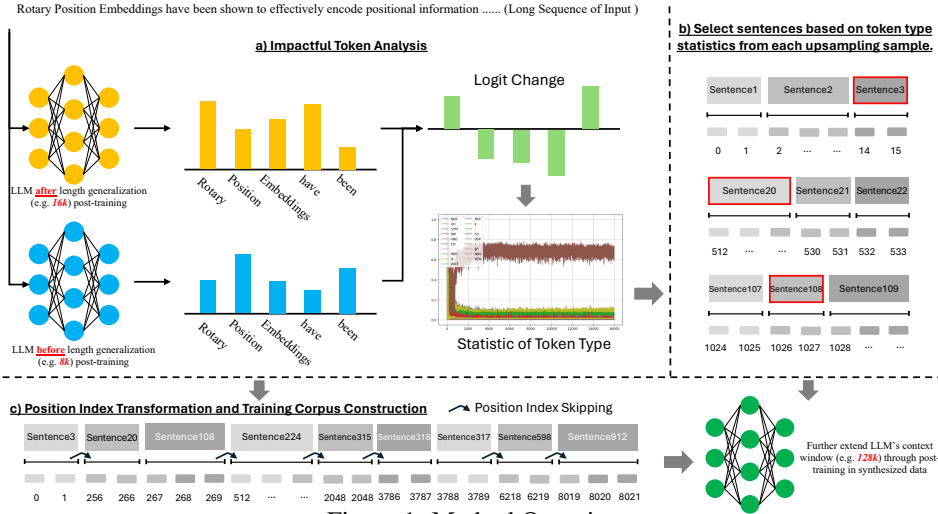 Rotary Position Embeddings have been shown to effectively encode positional information ...... (Long Sequence of Input )
a) Impactful Token Analysis
LLM after length generalization
(e.g. 16k) post-training
Rotary
Position
Embeddings
have
been
LLM before length generalization
(e.g. 8k) post-training
Rotary
Position
Embeddings
have
been
Logit Change
Statistic of Token Type
b) Select sentences based on token type
statistics from each upsampling sample.
Sentence1 Sentence2 Sentence3
0 1 2 ... ... 14 15
Sentence20 Sentence21 Sentence22
512 ... ... 530 531 532 533
Sentence107 Sentence108 Sentence109
1024 1025 1026 1027 1028 ... ...
c) Position Index Transformation and Training Corpus Construction
Position Index Skipping
Sentence3 Sentence20 Sentence108 Sentence224 Sentence315 Sentence316 Sentence317 Sentence598 Sentence912
0 1 256 266 267 268 269 512 ... ... 2048 2048 3786 3787 3788 3789 6218 6219 8019 8020 8021
Further extend LLM's context
window (e.g. 128k) through post-
training in synthesized data